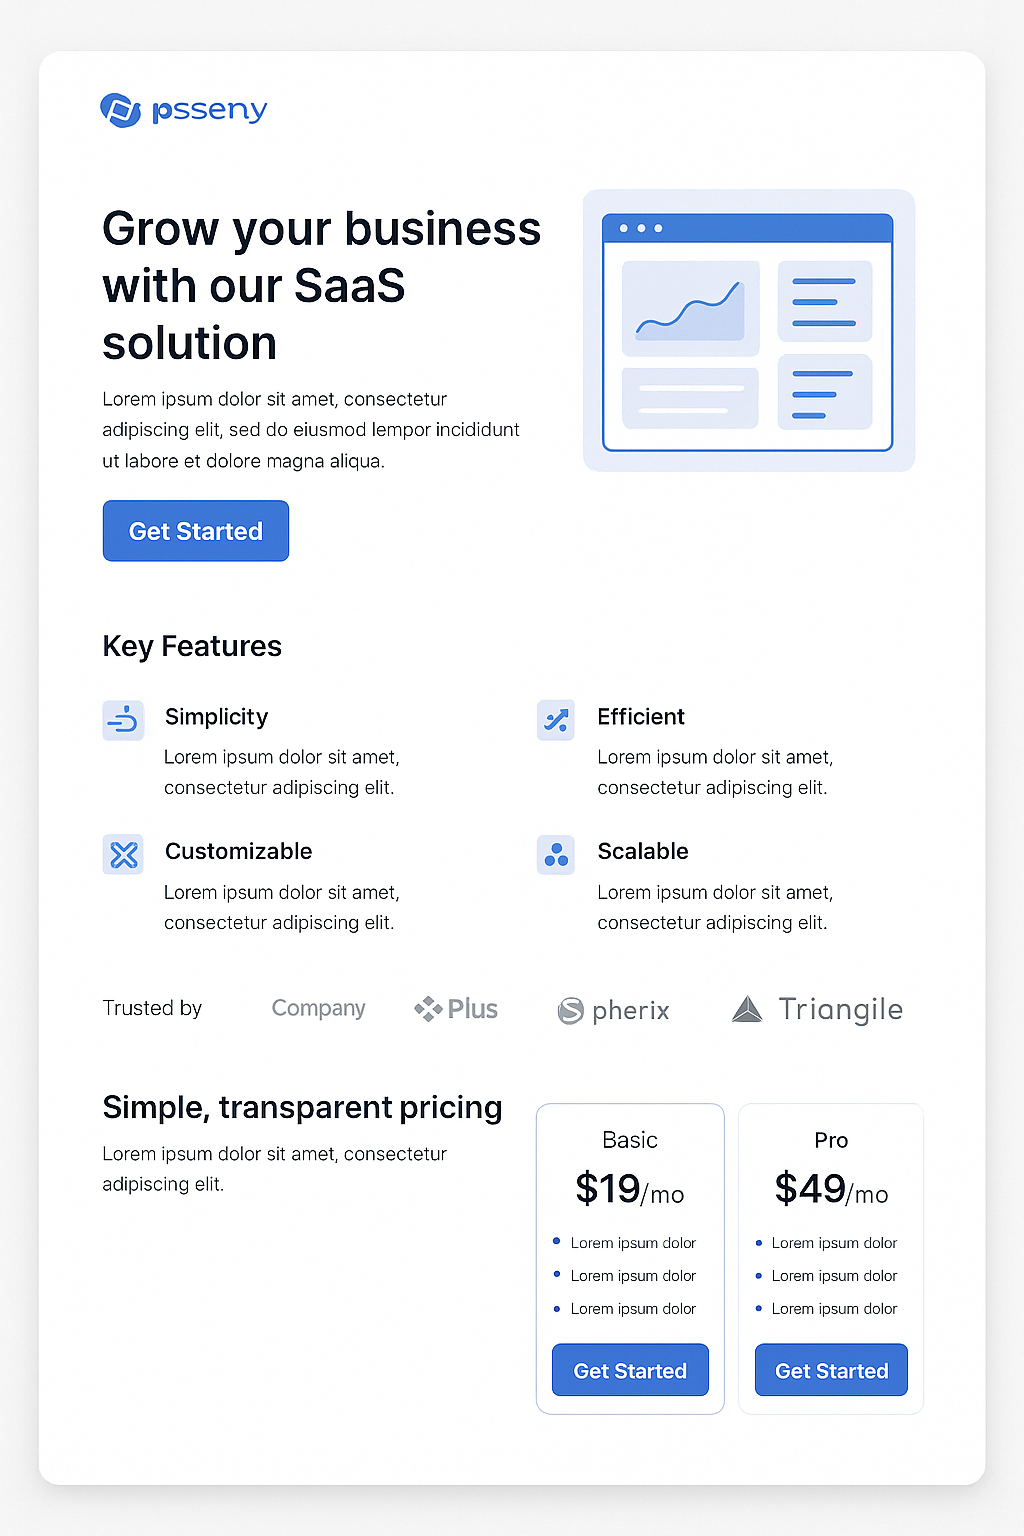 psseny
Grow your business
with our SaaS
solution
Lorem ipsum dolor sit amet, consectetur
adipiscing elit, sed do eiusmod lempor incididunt
ut labore et dolore magna aliqua.
Get Started
Key Features
Simplicity
Lorem ipsum dolor sit amet,
consectetur adipiscing elit.
Efficient
Lorem ipsum dolor sit amet,
consectetur adipiscing elit.
Customizable
Lorem ipsum dolor sit amet,
consectetur adipiscing elit.
Scalable
Lorem ipsum dolor sit amet,
consectetur adipiscing elit.
Trusted by
Company
Plus
S pherix
Triangile
Simple, transparent pricing
Lorem ipsum dolor sit amet, consectetur
adipiscing elit.
Basic
$19/mo
• Lorem ipsum dolor
• Lorem ipsum dolor
• Lorem ipsum dolor
Get Started
Pro
$49/mo
• Lorem ipsum dolor
• Lorem ipsum dolor
• Lorem ipsum dolor
Get Started